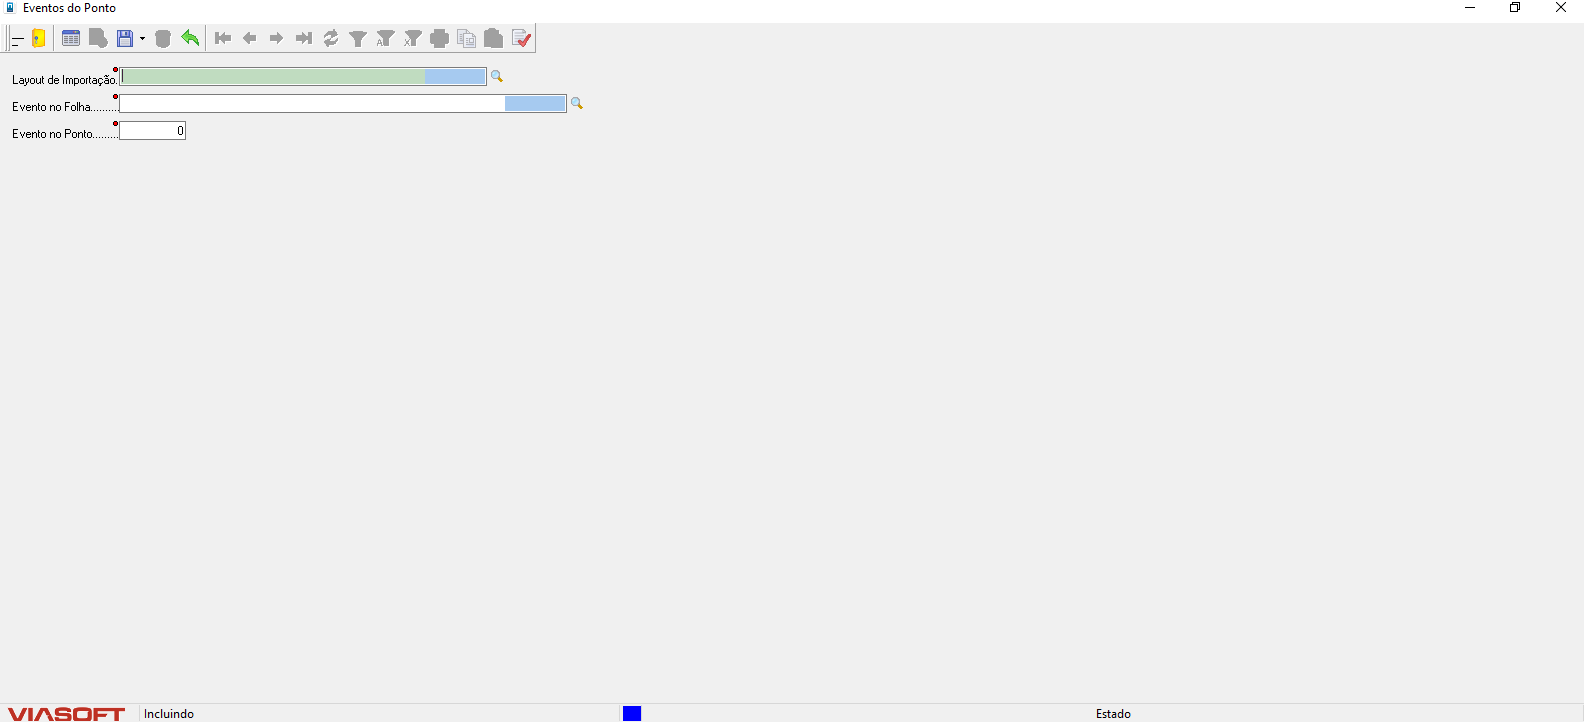 Eventos do Ponto
Layout de Importação.
Evento no Folha..........
Evento no Ponto.........
0
VIASOFT
Incluindo
Estado